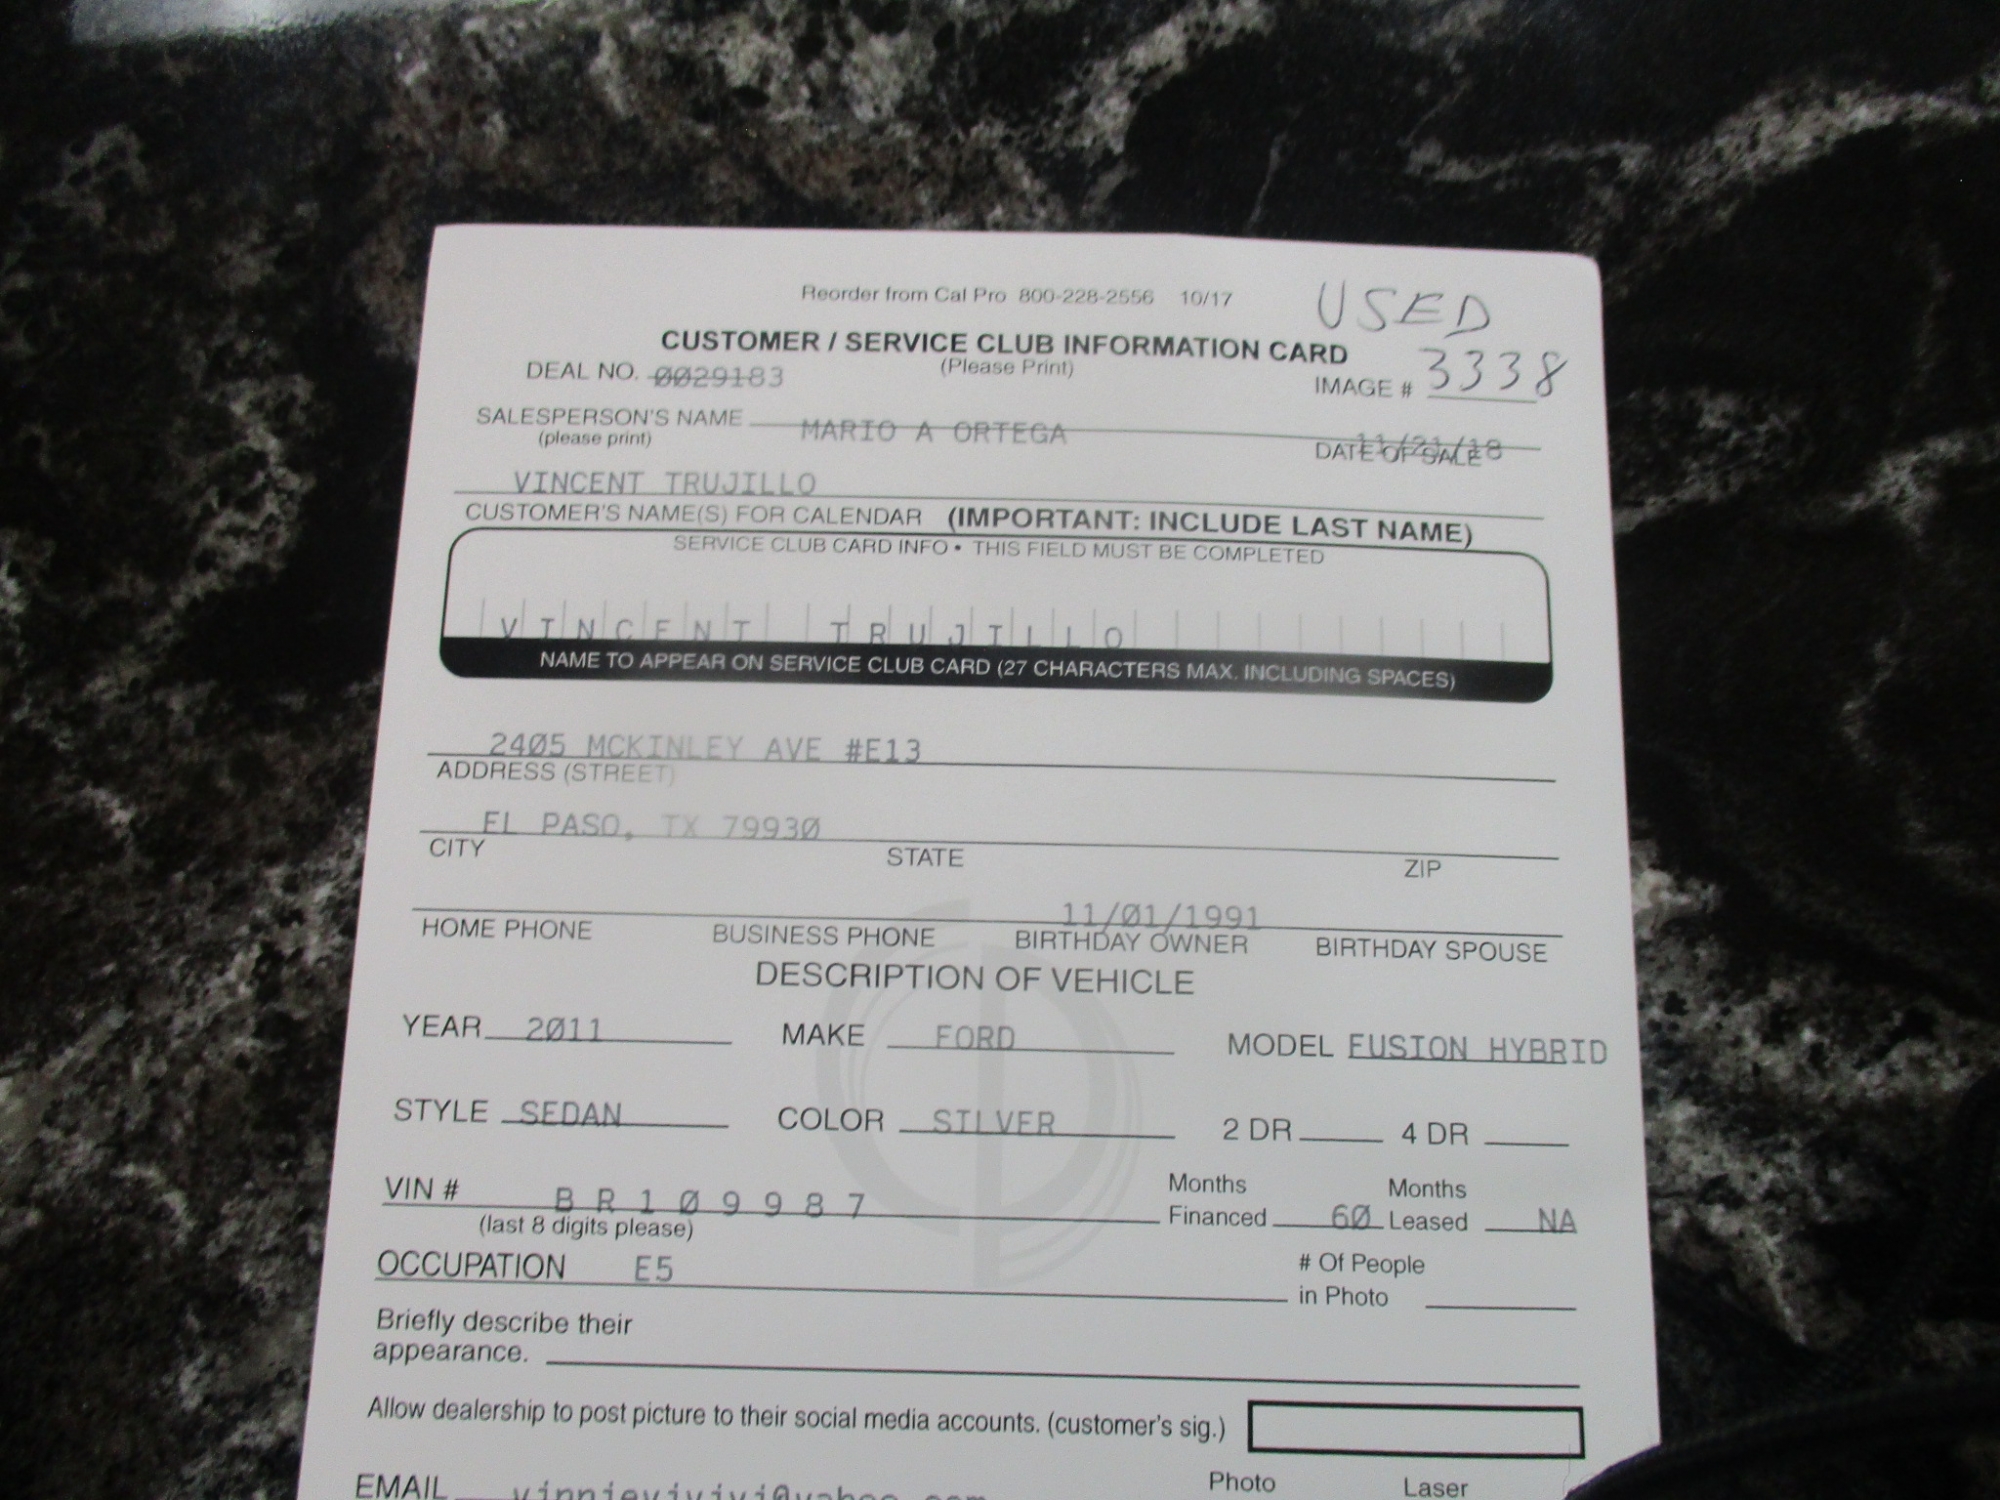 Reorder from Cal Pro 800-228-2556 10/17
USED
CUSTOMER / SERVICE CLUB INFORMATION CARD
(Please Print)
DEAL NO. 0029183
IMAGE # 3338
SALESPERSON'S NAME MARIO A ORTEGA
(please print)
DATE OF SALE 11/21/18
VINCENT TRUJILLO
CUSTOMER'S NAME(S) FOR CALENDAR (IMPORTANT: INCLUDE LAST NAME)
SERVICE CLUB CARD INFO • THIS FIELD MUST BE COMPLETED
VINCENT TRUJILLO
NAME TO APPEAR ON SERVICE CLUB CARD (27 CHARACTERS MAX. INCLUDING SPACES)
2405 MCKINLEY AVE #E13
ADDRESS (STREET)
EL PASO, TX 79930
CITY STATE ZIP
11/01/1991
HOME PHONE BUSINESS PHONE BIRTHDAY OWNER BIRTHDAY SPOUSE
DESCRIPTION OF VEHICLE
YEAR 2011 MAKE FORD MODEL FUSION HYBRID
STYLE SEDAN COLOR SILVER 2 DR 4 DR
VIN # BR109987
(last 8 digits please)
Months Financed 60 Months Leased NA
OCCUPATION E5
# Of People in Photo
Briefly describe their
appearance.
Allow dealership to post picture to their social media accounts. (customer's sig.)
Photo Laser
EMAIL